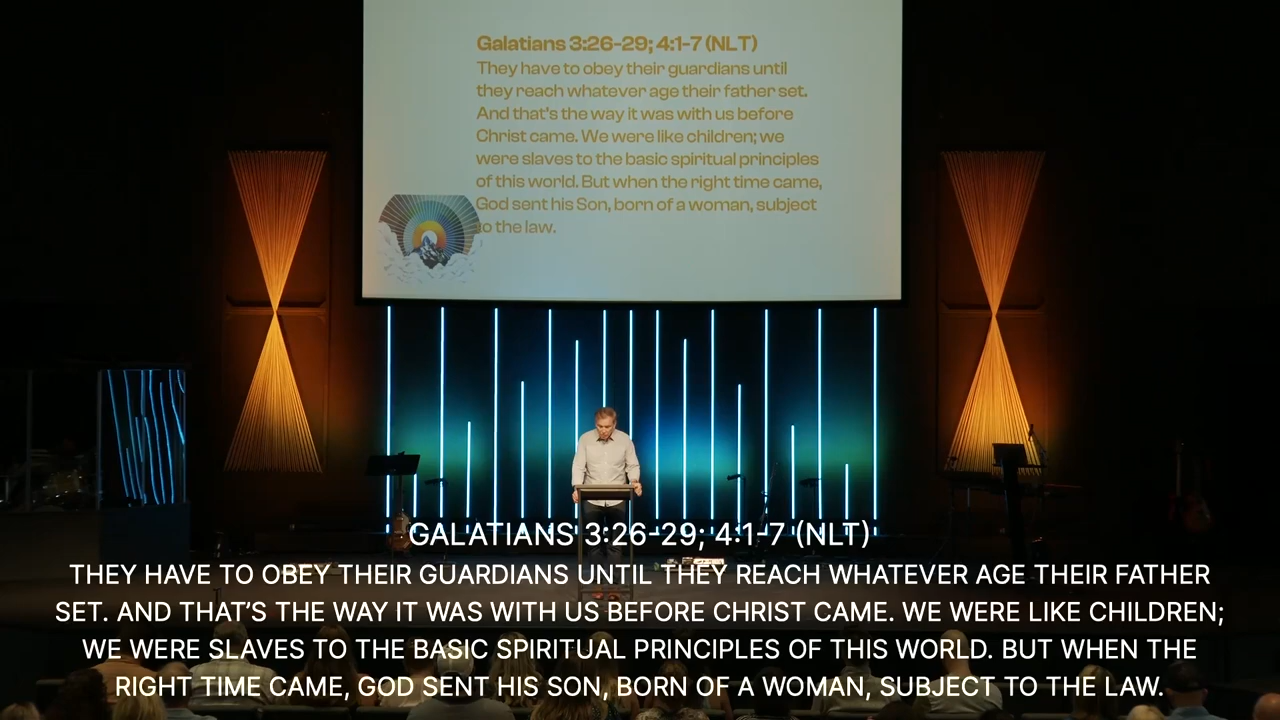 Galatians 3:26-29; 4:1-7 (NLT)
They have to obey their guardians until
they reach whatever age their father set.
And that's the way it was with us before
Christ came. We were like children; we
were slaves to the basic spiritual principles
of this world. But when the right time came,
God sent his Son, born of a woman, subject
to the law.
GALATIANS 3:26-29; 4:1-7 (NLT)
THEY HAVE TO OBEY THEIR GUARDIANS UNTIL THEY REACH WHATEVER AGE THEIR FATHER
SET. AND THAT’S THE WAY IT WAS WITH US BEFORE CHRIST CAME. WE WERE LIKE CHILDREN;
WE WERE SLAVES TO THE BASIC SPIRITUAL PRINCIPLES OF THIS WORLD. BUT WHEN THE
RIGHT TIME CAME, GOD SENT HIS SON, BORN OF A WOMAN, SUBJECT TO THE LAW.